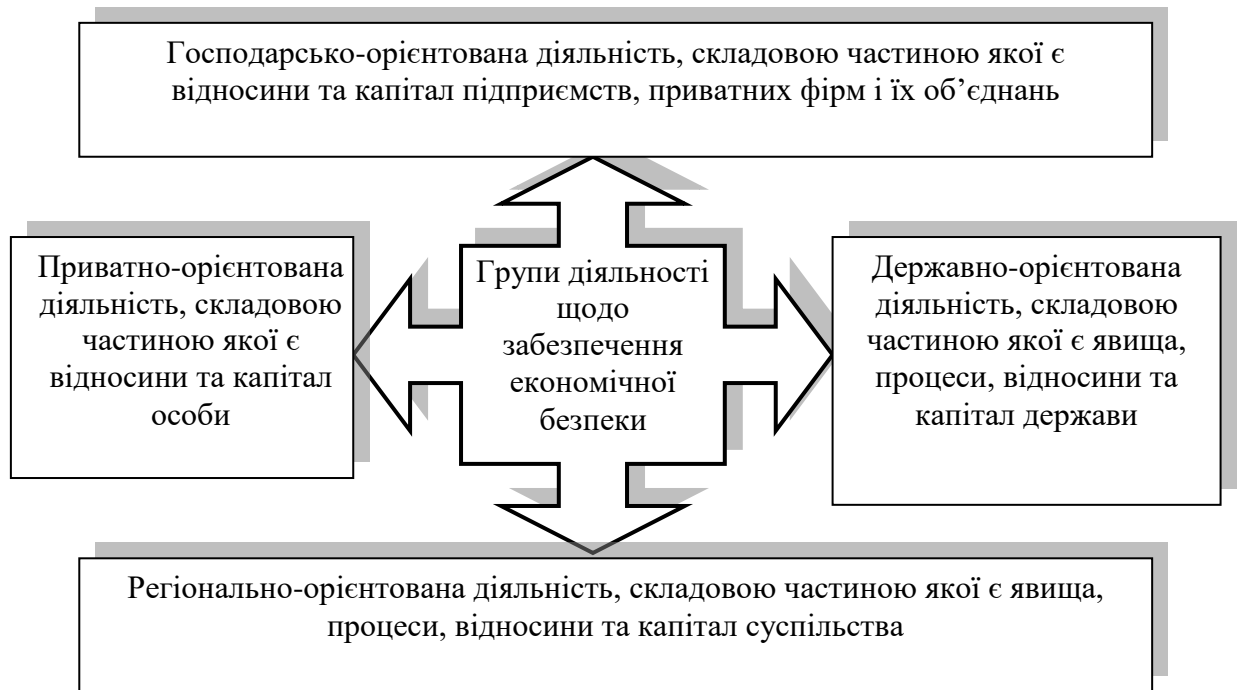 Господарсько-орієнтована діяльність, складовою частиною якої є
відносини та капітал підприємств, приватних фірм і їх об’єднань
Приватно-орієнтована
діяльність, складовою
частиною якої є
відносини та капітал
особи
Групи діяльності
щодо
забезпечення
економічної
безпеки
Державно-орієнтована
діяльність, складовою
частиною якої є явища,
процеси, відносини та
капітал держави
Регіонально-орієнтована діяльність, складовою частиною якої є явища,
процеси, відносини та капітал суспільства